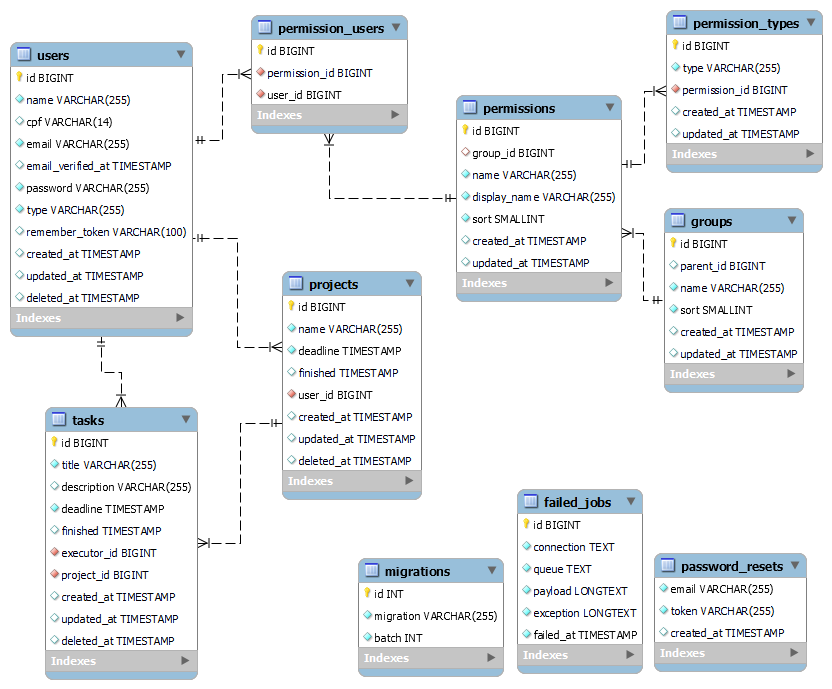 users
id BIGINT
name VARCHAR(255)
cpf VARCHAR(14)
email VARCHAR(255)
email_verified_at TIMESTAMP
password VARCHAR(255)
type VARCHAR(255)
remember_token VARCHAR(100)
created_at TIMESTAMP
updated_at TIMESTAMP
deleted_at TIMESTAMP
Indexes
permission_users
id BIGINT
permission_id BIGINT
user_id BIGINT
Indexes
permissions
id BIGINT
group_id BIGINT
name VARCHAR(255)
display_name VARCHAR(255)
sort SMALLINT
created_at TIMESTAMP
updated_at TIMESTAMP
Indexes
permission_types
id BIGINT
type VARCHAR(255)
permission_id BIGINT
created_at TIMESTAMP
updated_at TIMESTAMP
Indexes
groups
id BIGINT
parent_id BIGINT
name VARCHAR(255)
sort SMALLINT
created_at TIMESTAMP
updated_at TIMESTAMP
Indexes
projects
id BIGINT
name VARCHAR(255)
deadline TIMESTAMP
finished TIMESTAMP
user_id BIGINT
created_at TIMESTAMP
updated_at TIMESTAMP
deleted_at TIMESTAMP
Indexes
tasks
id BIGINT
title VARCHAR(255)
description VARCHAR(255)
deadline TIMESTAMP
finished TIMESTAMP
executor_id BIGINT
project_id BIGINT
created_at TIMESTAMP
updated_at TIMESTAMP
deleted_at TIMESTAMP
Indexes
migrations
id INT
migration VARCHAR(255)
batch INT
Indexes
failed_jobs
id BIGINT
connection TEXT
queue TEXT
payload LONGTEXT
exception LONGTEXT
failed_at TIMESTAMP
Indexes
password_resets
email VARCHAR(255)
token VARCHAR(255)
created_at TIMESTAMP
Indexes